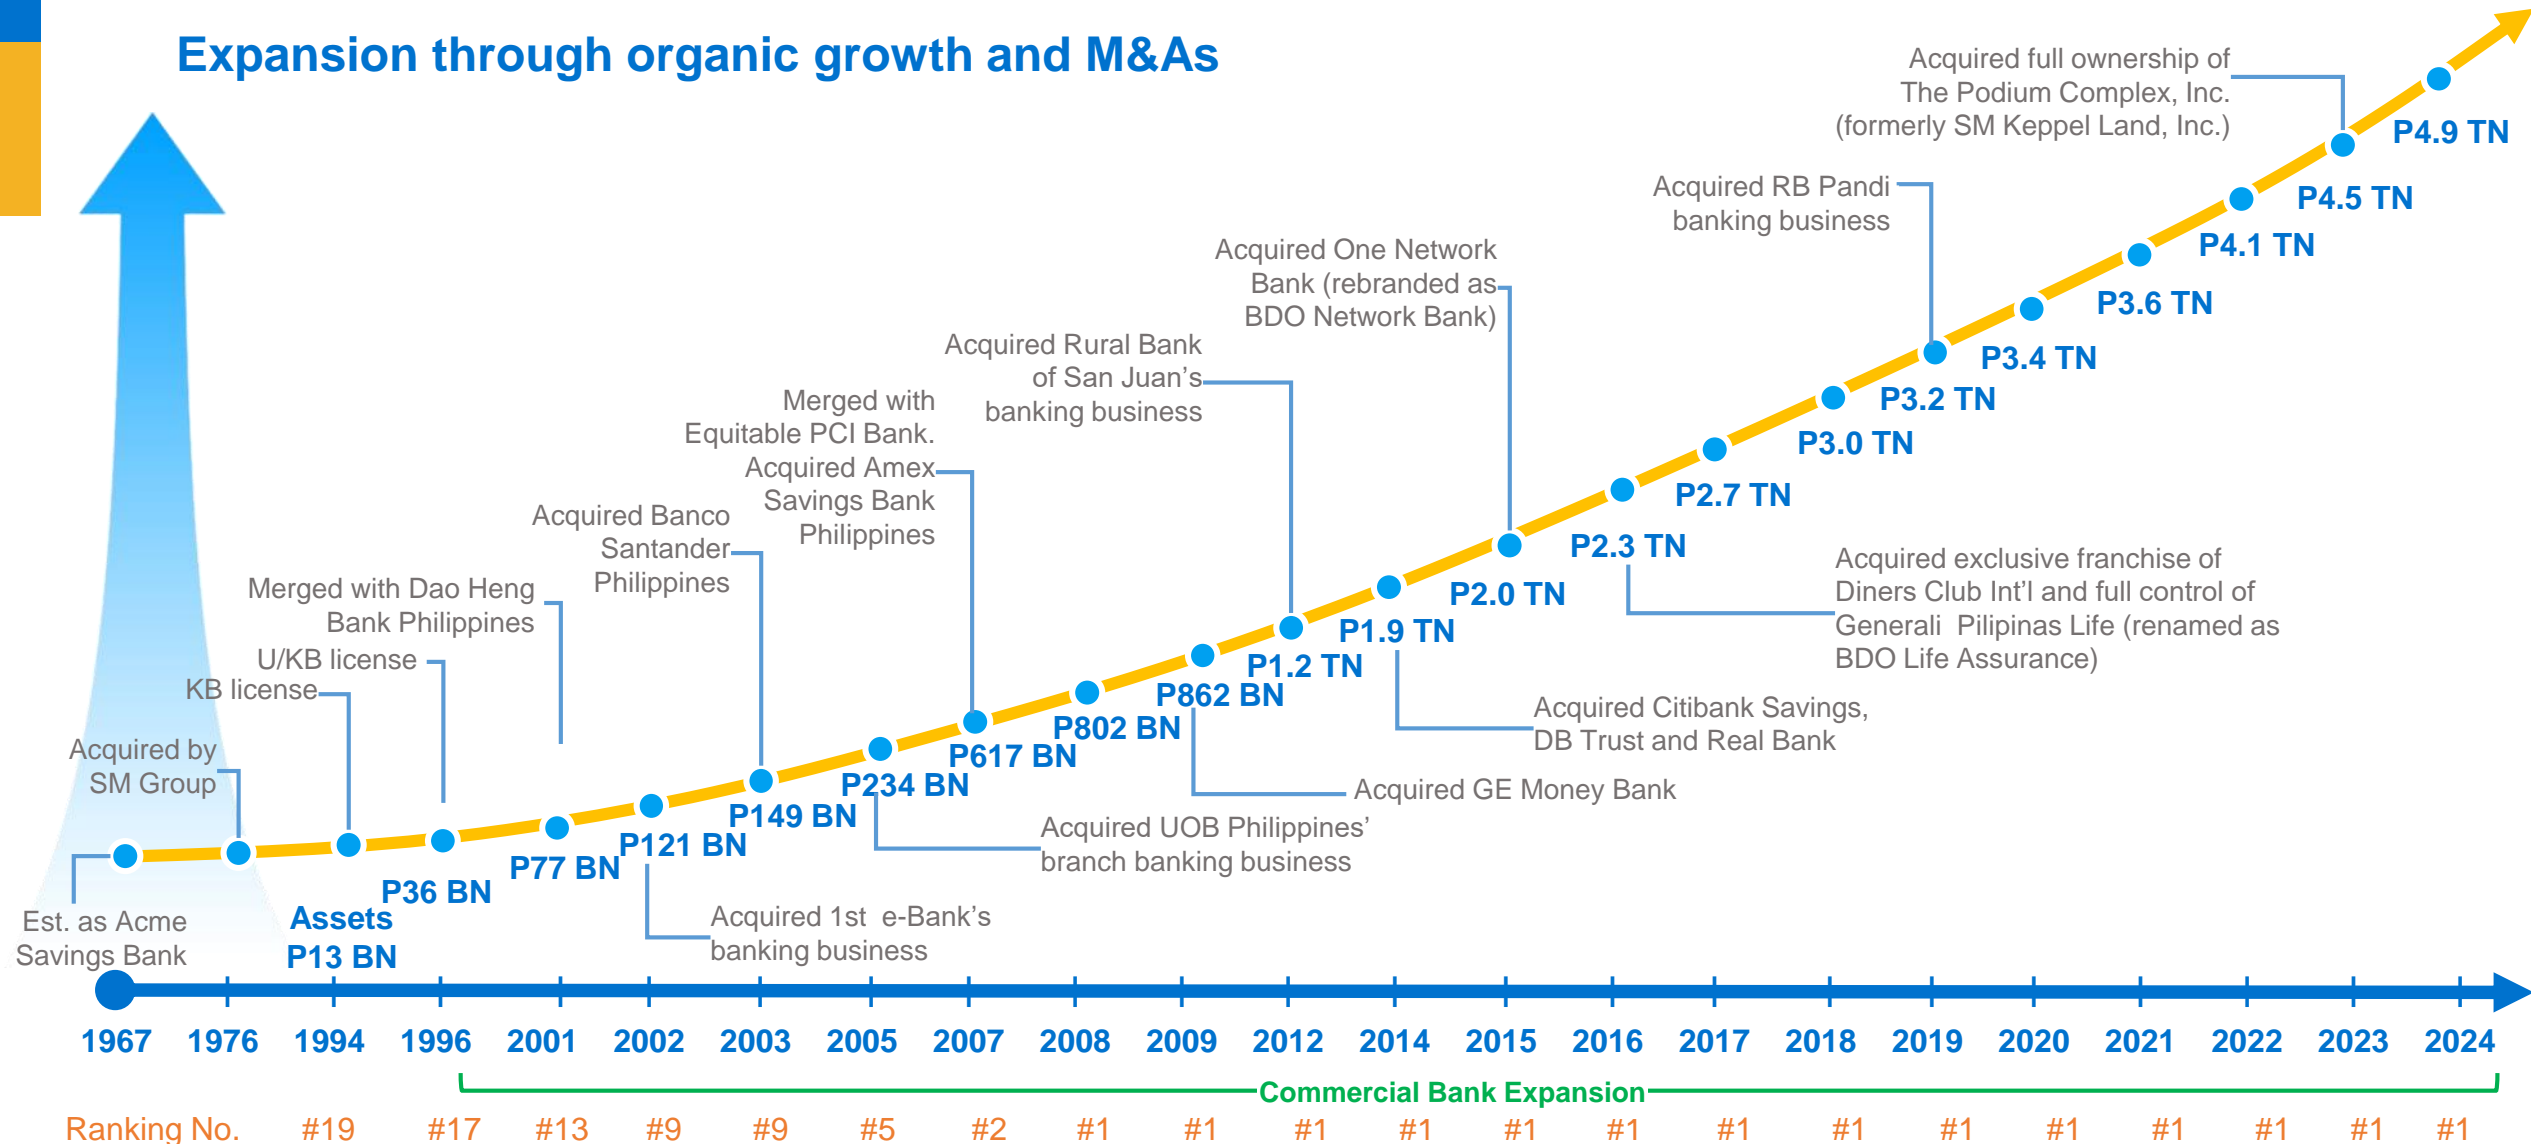 Expansion through organic growth and M&As
Acquired full ownership of
The Podium Complex, Inc.
(formerly SM Keppel Land, Inc.)
P4.9 TN
Acquired RB Pandi
banking business
P4.5 TN
P4.1 TN
Acquired One Network
Bank (rebranded as
BDO Network Bank)
P3.6 TN
P3.4 TN
Acquired Rural Bank
of San Juan’s
banking business
P3.2 TN
P3.0 TN
Merged with
Equitable PCI Bank.
Acquired Amex
Savings Bank
Philippines
P2.7 TN
P2.3 TN
Acquired Banco
Santander
Philippines
Acquired exclusive franchise of
Diners Club Int’l and full control of
Generali  Pilipinas Life (renamed as
BDO Life Assurance)
P2.0 TN
Merged with Dao Heng
Bank Philippines
P1.9 TN
U/KB license
P1.2 TN
KB license
P862 BN
Acquired Citibank Savings,
DB Trust and Real Bank
P802 BN
Acquired by
SM Group
P617 BN
P234 BN
Acquired GE Money Bank
P149 BN
Acquired UOB Philippines’
branch banking business
P121 BN
P77 BN
P36 BN
Assets
P13 BN
Est. as Acme
Savings Bank
Acquired 1st  e-Bank’s
banking business
1967 1976 1994 1996 2001 2002 2003 2005 2007 2008 2009 2012 2014 2015 2016 2017 2018 2019 2020 2021 2022 2023 2024
Commercial Bank Expansion
Ranking No. #19 #17 #13 #9 #9 #5 #2 #1 #1 #1 #1 #1 #1 #1 #1 #1 #1 #1 #1 #1 #1